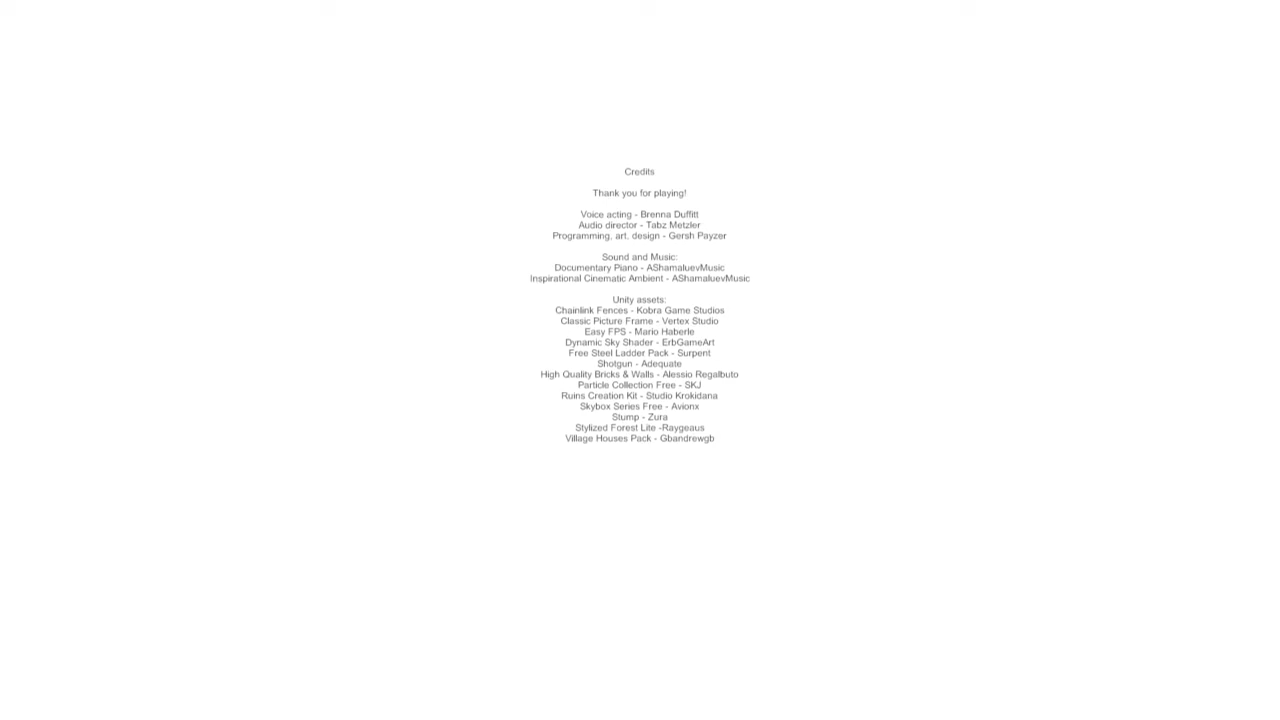 Credits
Thank you for playing!
Voice acting - Brenna Duffitt
Audio director - Tabz Metzler
Programming, art, design - Gersh Payzer
Sound and Music:
Documentary Piano - AShamaluevMusic
Inspirational Cinematic Ambient - AShamaluevMusic
Unity assets:
Chainlink Fences - Kobra Game Studios
Classic Picture Frame - Vertex Studio
Easy FPS - Mario Haberle
Dynamic Sky Shader - ErbGameArt
Free Steel Ladder Pack - Surpent
Shotgun - Adequate
High Quality Bricks & Walls - Alessio Regalbuto
Particle Collection Free - SKJ
Ruins Creation Kit - Studio Krokidana
Skybox Series Free - Avionx
Stump - Zura
Stylized Forest Lite -Raygeaus
Village Houses Pack - Gbandrewgb